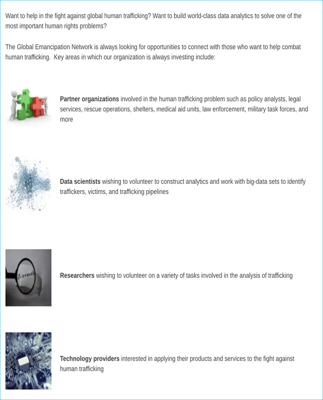 Want to help in the fight against global human trafficking? Want to build world-class data analytics to solve one of the
most important human rights problems?
The Global Emancipation Network is always looking for opportunities to connect with those who want to help combat
human trafficking. Key areas in which our organization is always investing include:
Partner organizations involved in the human trafficking problem such as policy analysts, legal
services, rescue operations, shelters, medical aid units, law enforcement, military task forces, and
more
Data scientists wishing to volunteer to construct analytics and work with big-data sets to identify
traffickers, victims, and trafficking pipelines
Researchers wishing to volunteer on a variety of tasks involved in the analysis of trafficking
Technology providers interested in applying their products and services to the fight against
human trafficking